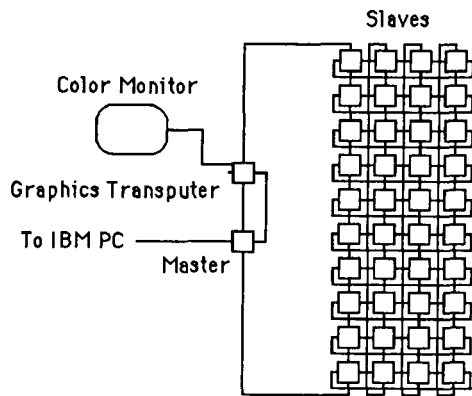 Slaves
Color Monitor
Graphics Transputer
To IBM PC
Master